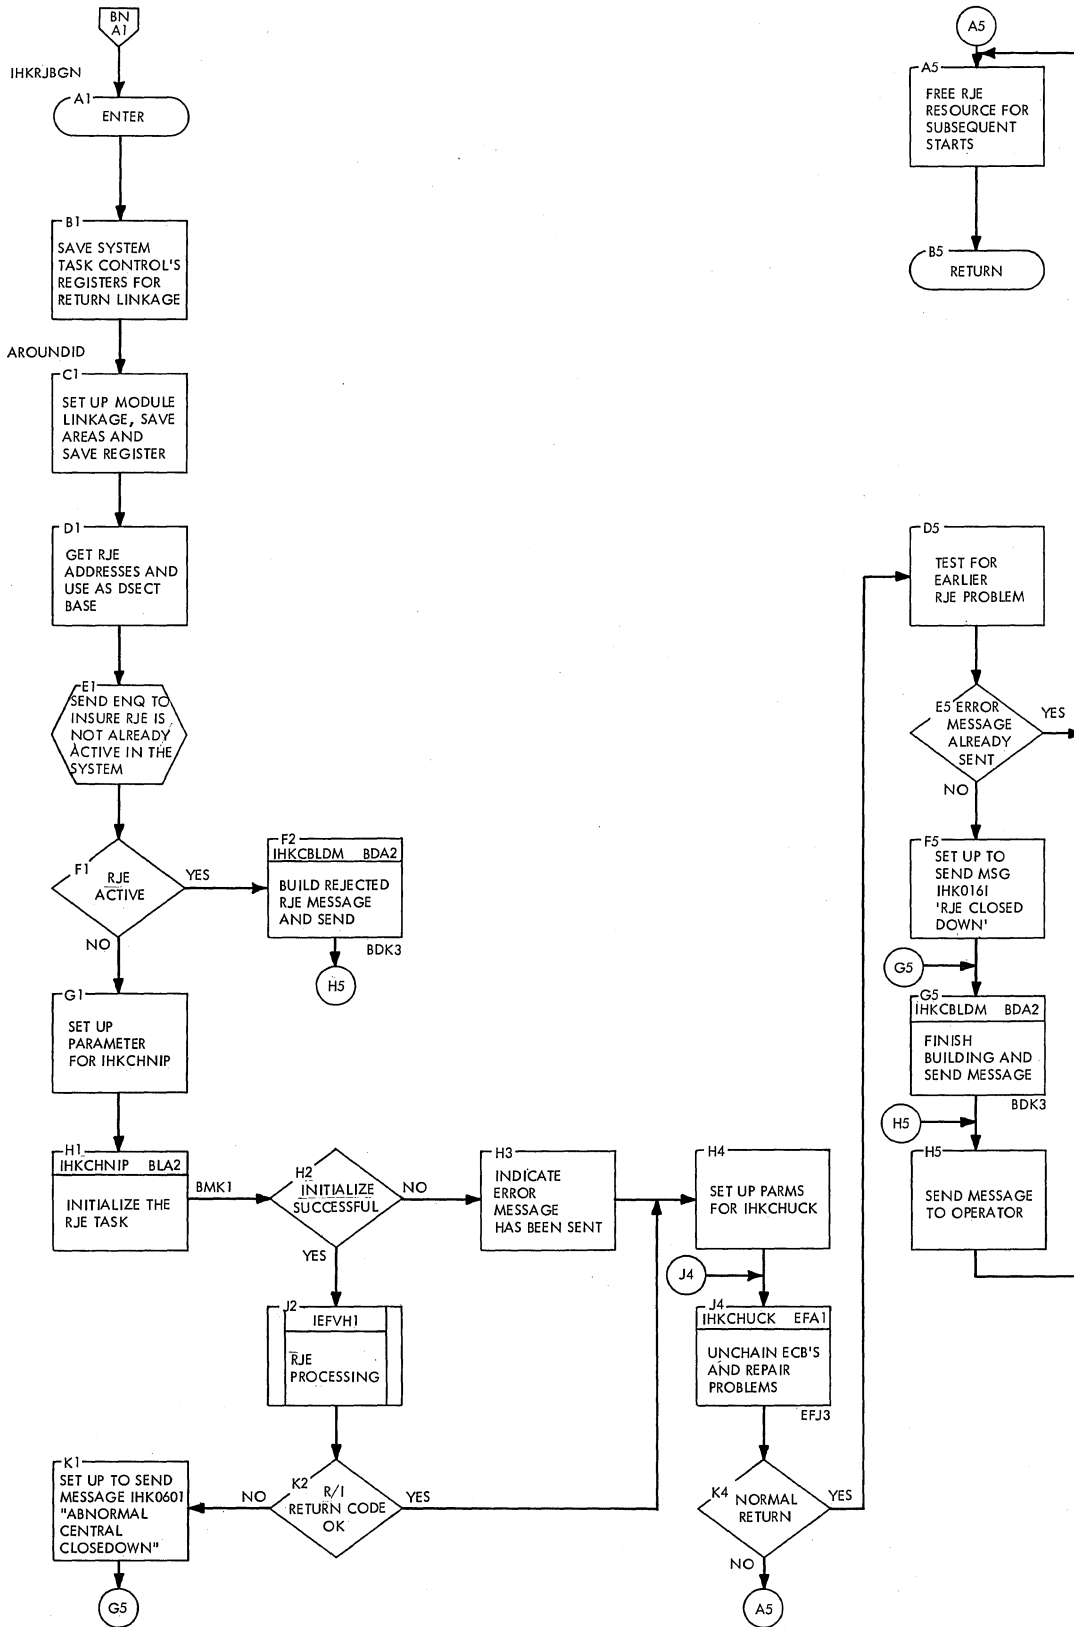 BN
A1
IHKRJBGN
A1
ENTER
B1
SAVE SYSTEM
TASK CONTROL'S
REGISTERS FOR
RETURN LINKAGE
AROUNDID
C1
SET UP MODULE
LINKAGE, SAVE
AREAS AND
SAVE REGISTER
D1
GET RJE
ADDRESSES AND
USE AS DSECT
BASE
E1
SEND ENQ TO
INSURE RJE IS
NOT ALREADY
ACTIVE IN THE
SYSTEM
F1
RJE
ACTIVE
YES
NO
F2
IHKCBLDM BDA2
BUILD REJECTED
RJE MESSAGE
AND SEND
BDK3
H5
G1
SET UP
PARAMETER
FOR IHKCHNIP
H1
IHKCHNIP BLA2
INITIALIZE THE
RJE TASK
BMK1
H2
INITIALIZE
SUCCESSFUL
NO
YES
H3
INDICATE
ERROR
MESSAGE
HAS BEEN SENT
J2
IEFVH1
RJE
PROCESSING
K2
R/I
RETURN CODE
OK
NO
YES
K1
SET UP TO SEND
MESSAGE IHK0601
"ABNORMAL
CENTRAL
CLOSEDOWN"
G5
H4
SET UP PARMS
FOR IHKCHUCK
J4
J4
IHKCHUCK EFA1
UNCHAIN ECB'S
AND REPAIR
PROBLEMS
EFJ3
K4
NORMAL
RETURN
YES
NO
A5
A5
A5
FREE RJE
RESOURCE FOR
SUBSEQUENT
STARTS
B5
RETURN
D5
TEST FOR
EARLIER
RJE PROBLEM
E5 ERROR
MESSAGE
ALREADY
SENT
YES
NO
F5
SET UP TO
SEND MSG
IHK016I
'RJE CLOSED
DOWN'
G5
G5
IHKCBLDM BDA2
FINISH
BUILDING AND
SEND MESSAGE
BDK3
H5
H5
SEND MESSAGE
TO OPERATOR